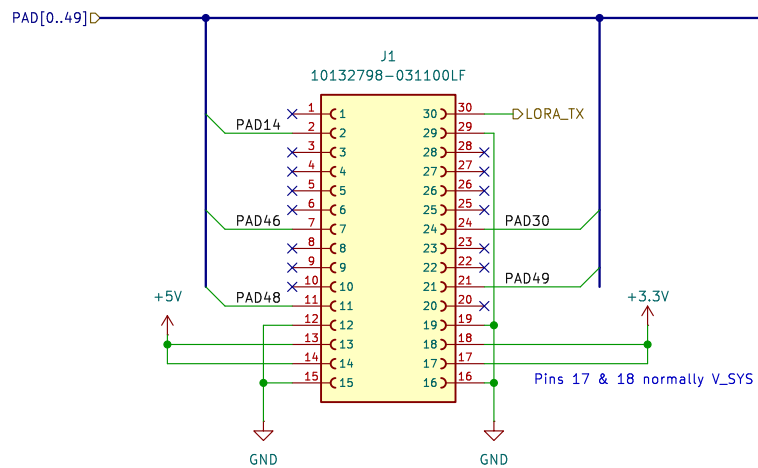 PAD[0..49]
J1
10132798-031100LF
1 1 30 30 LORA_TX
PAD14 2 2 29 29
3 3 28 28
4 4 27 27
5 5 26 26
6 6 25 25
PAD46 7 7 24 24 PAD30
8 8 23 23
9 9 22 22
10 10 21 21 PAD49
+5V PAD48 11 11 20 20 +3.3V
12 12 19 19
13 13 18 18
14 14 17 17
15 15 16 16 Pins 17 & 18 normally V_SYS
GND GND